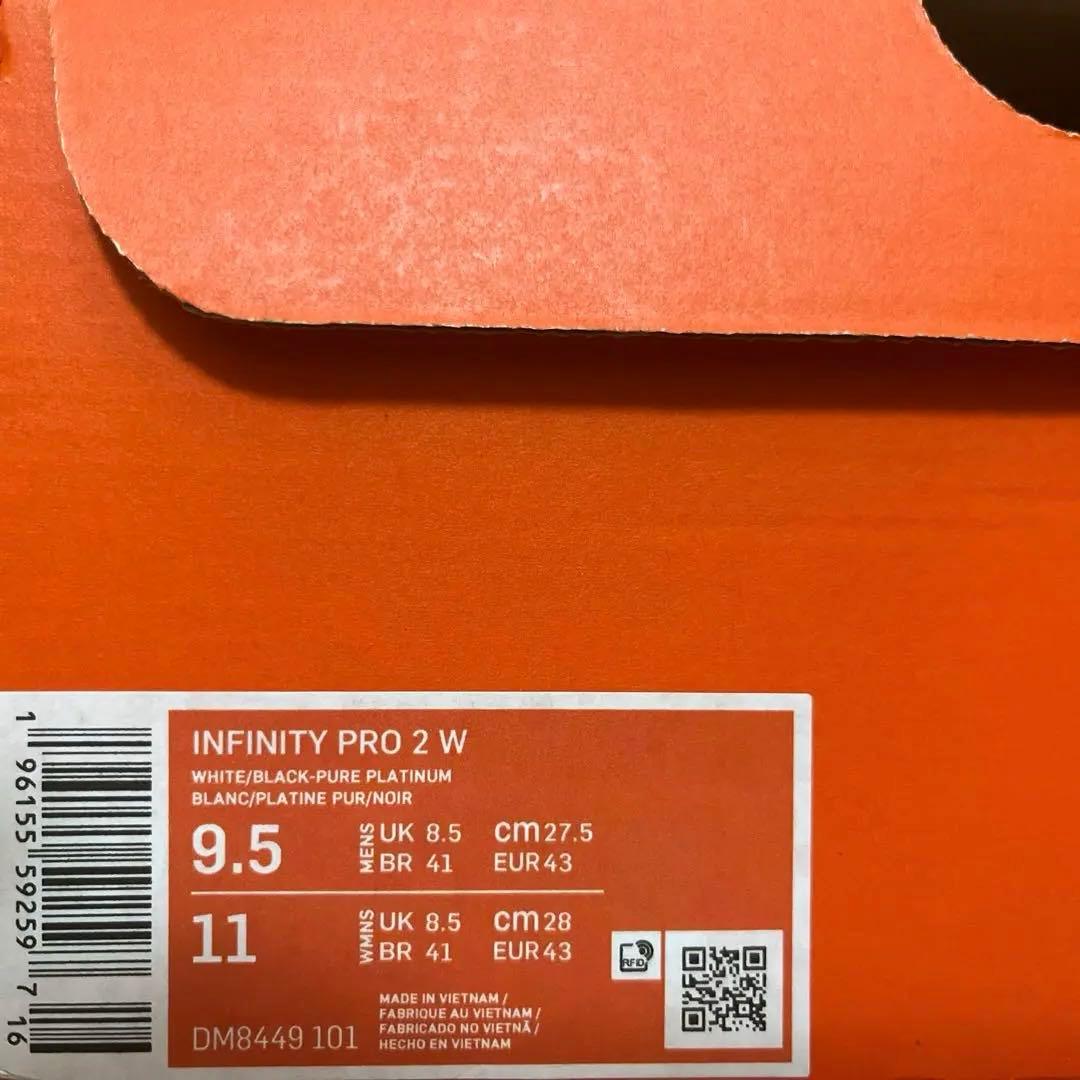 INFINITY PRO 2 W
WHITE/BLACK-PURE PLATINUM
BLANC/PLATINE PUR/NOIR
9.5 MENS UK 8.5 cm 27.5
BR 41 EUR 43
11 WMNS UK 8.5 cm 28
BR 41 EUR 43
RFID
MADE IN VIETNAM /
FABRIQUE AU VIETNAM /
FABRICADO NO VIETNÃ /
HECHO EN VIETNAM
DM8449 101
1 96155 59259 7 16